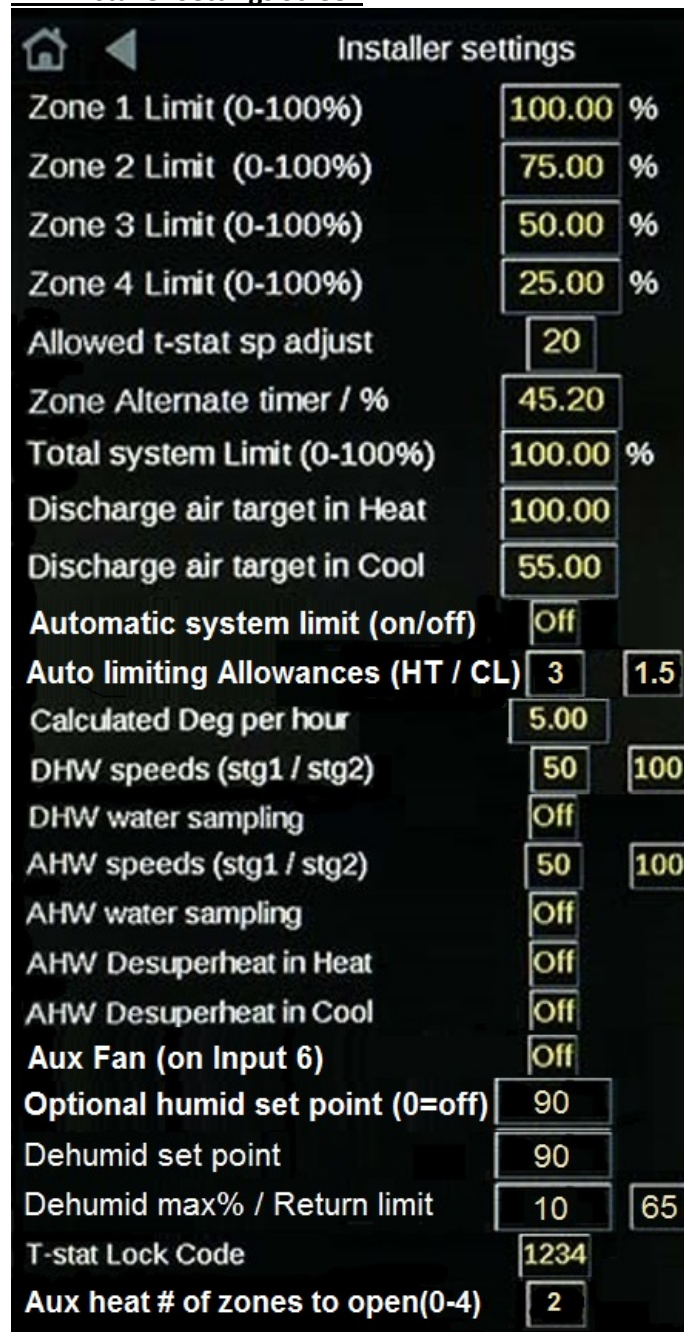 Installer settings
Zone 1 Limit (0-100%) 100.00 %
Zone 2 Limit (0-100%) 75.00 %
Zone 3 Limit (0-100%) 50.00 %
Zone 4 Limit (0-100%) 25.00 %
Allowed t-stat sp adjust 20
Zone Alternate timer / % 45.20
Total system Limit (0-100%) 100.00 %
Discharge air target in Heat 100.00
Discharge air target in Cool 55.00
Automatic system limit (on/off) Off
Auto limiting Allowances (HT / CL) 3 1.5
Calculated Deg per hour 5.00
DHW speeds (stg1 / stg2) 50 100
DHW water sampling Off
AHW speeds (stg1 / stg2) 50 100
AHW water sampling Off
AHW Desuperheat in Heat Off
AHW Desuperheat in Cool Off
Aux Fan (on Input 6) Off
Optional humid set point (0=off) 90
Dehumid set point 90
Dehumid max% / Return limit 10 65
T-stat Lock Code 1234
Aux heat # of zones to open(0-4) 2